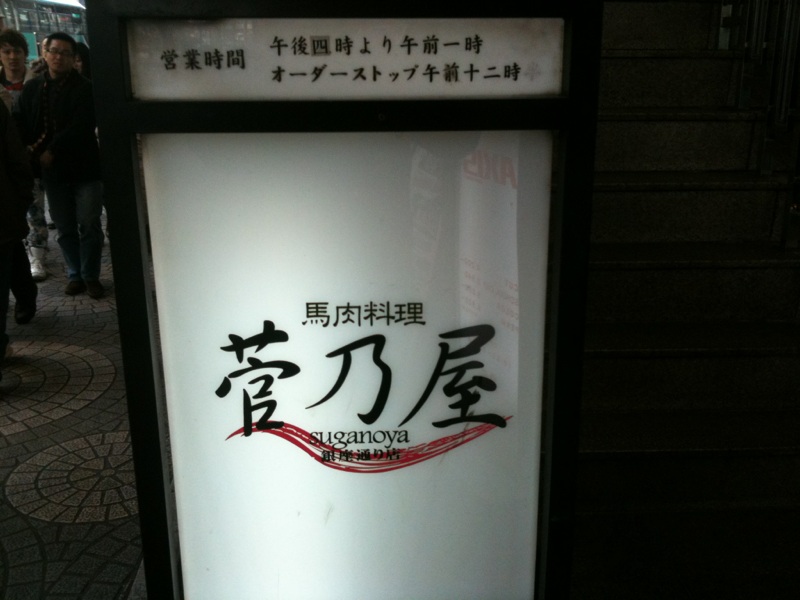 営業時間 午後四時より午前一時
オーダーストップ午前十二時
AXIS
馬肉料理
菅乃屋
suganoya
銀座通り店